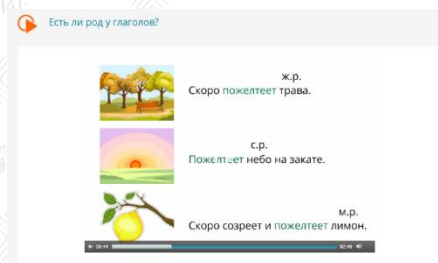 Есть ли род у глаголов?
ж.р.
Скоро пожелтеет трава.
с.р.
Пожелтеет небо на закате.
м.р.
Скоро созреет и пожелтеет лимон.